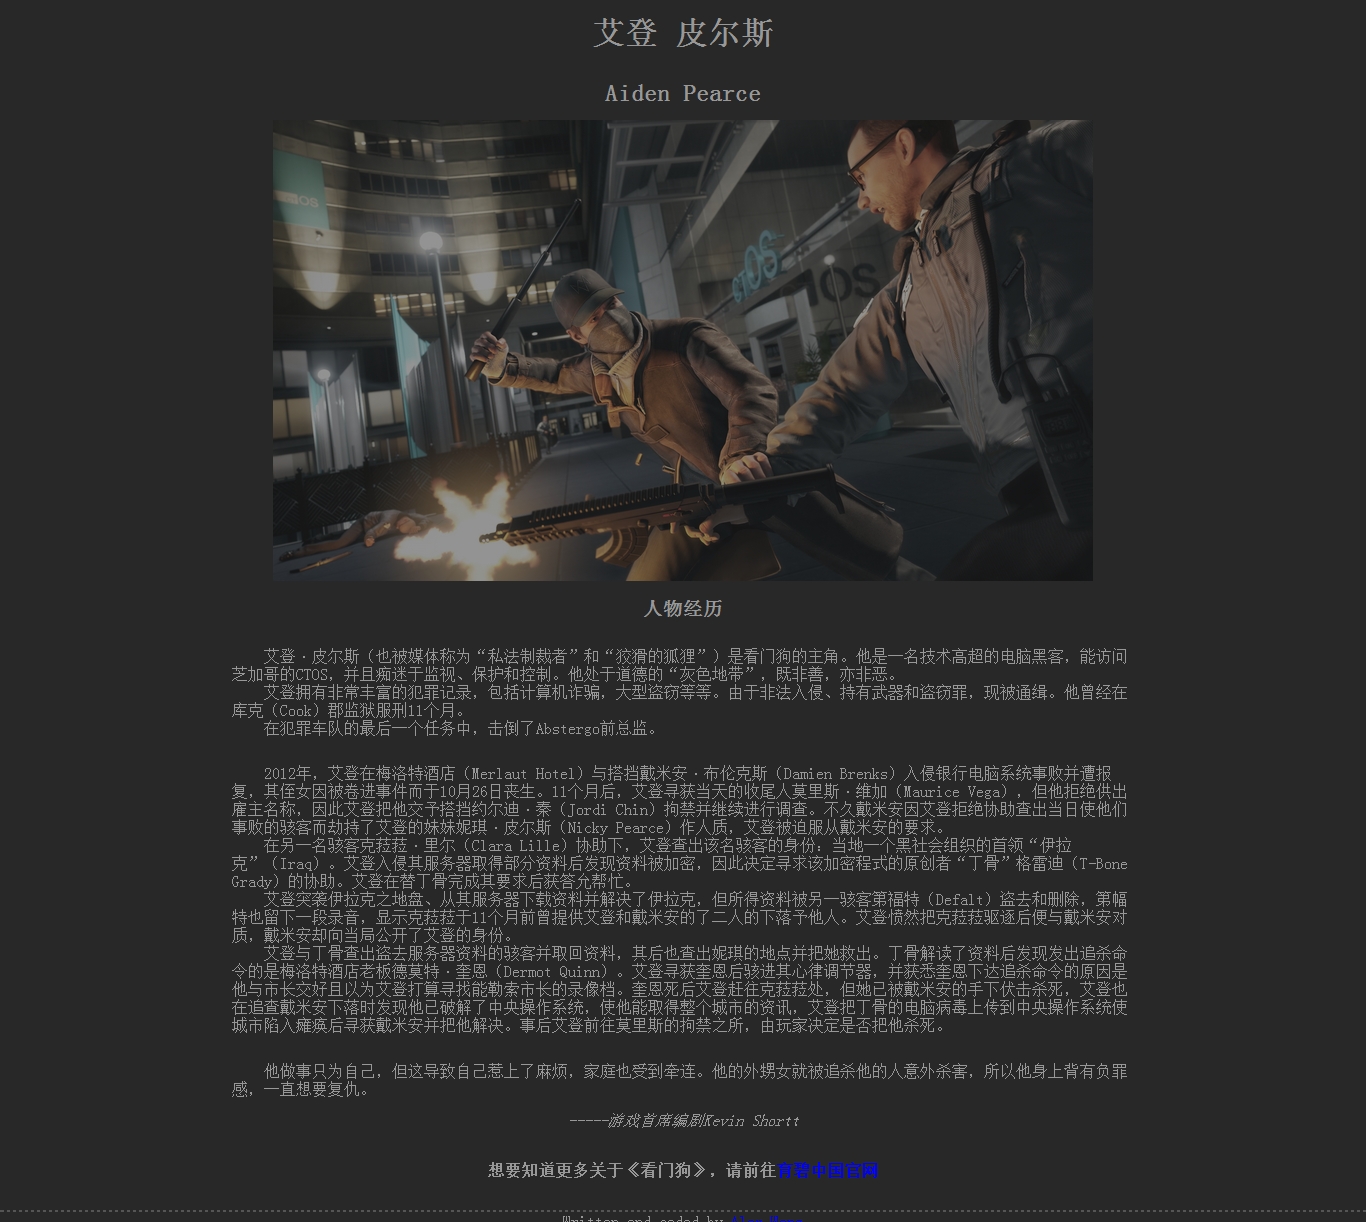 艾登 皮尔斯
Aiden Pearce
CTOS
人物经历
艾登·皮尔斯（也被媒体称为“私法制裁者”和“狡猾的狐狸”）是看门狗的主角。他是一名技术高超的电脑黑客，能访问
芝加哥的CTOS，并且痴迷于监视、保护和控制。他处于道德的“灰色地带”，既非善，亦非恶。
艾登拥有非常丰富的犯罪记录，包括计算机诈骗，大型盗窃等等。由于非法入侵、持有武器和盗窃罪，现被通缉。他曾经在
库克（Cook）郡监狱服刑11个月。
在犯罪车队的最后一个任务中，击倒了Abstergo前总监。
2012年，艾登在梅洛特酒店（Merlaut Hotel）与搭挡戴米安·布伦克斯（Damien Brenks）入侵银行电脑系统事败并遭报
复，其侄女因被卷进事件而于10月26日丧生。11个月后，艾登寻获当天的收尾人莫里斯·维加（Maurice Vega），但他拒绝供出
雇主名称，因此艾登把他交予搭挡约尔迪·秦（Jordi Chin）拘禁并继续进行调查。不久戴米安因艾登拒绝协助查出当日使他们
事败的骇客而劫持了艾登的妹妹妮琪·皮尔斯（Nicky Pearce）作人质，艾登被迫服从戴米安的要求。
在另一名骇客克菈菈·里尔（Clara Lille）协助下，艾登查出该名骇客的身份：当地一个黑社会组织的首领“伊拉
克”（Iraq）。艾登入侵其服务器取得部分资料后发现资料被加密，因此决定寻求该加密程式的原创者“丁骨”格雷迪（T-Bone
Grady）的协助。艾登在替丁骨完成其要求后获答允帮忙。
艾登突袭伊拉克之地盘、从其服务器下载资料并解决了伊拉克，但所得资料被另一骇客第福特（Defalt）盗去和删除，第幅
特也留下一段录音，显示克菈菈于11个月前曾提供艾登和戴米安的了二人的下落予他人。艾登愤然把克菈菈驱逐后便与戴米安对
质，戴米安却向当局公开了艾登的身份。
艾登与丁骨查出盗去服务器资料的骇客并取回资料，其后也查出妮琪的地点并把她救出。丁骨解读了资料后发现发出追杀命
令的是梅洛特酒店老板德莫特·奎恩（Dermot Quinn）。艾登寻获奎恩后骇进其心律调节器，并获悉奎恩下达追杀命令的原因是
他与市长交好且以为艾登打算寻找能勒索市长的录像档。奎恩死后艾登赶往克菈菈处，但她已被戴米安的手下伏击杀死，艾登也
在追查戴米安下落时发现他已破解了中央操作系统，使他能取得整个城市的资讯，艾登把丁骨的电脑病毒上传到中央操作系统使
城市陷入瘫痪后寻获戴米安并把他解决。事后艾登前往莫里斯的拘禁之所，由玩家决定是否把他杀死。
他做事只为自己，但这导致自己惹上了麻烦，家庭也受到牵连。他的外甥女就被追杀他的人意外杀害，所以他身上背有负罪
感，一直想要复仇。
-----游戏首席编剧Kevin Shortt
想要知道更多关于《看门狗》，请前往育碧中国官网
Written and coded by